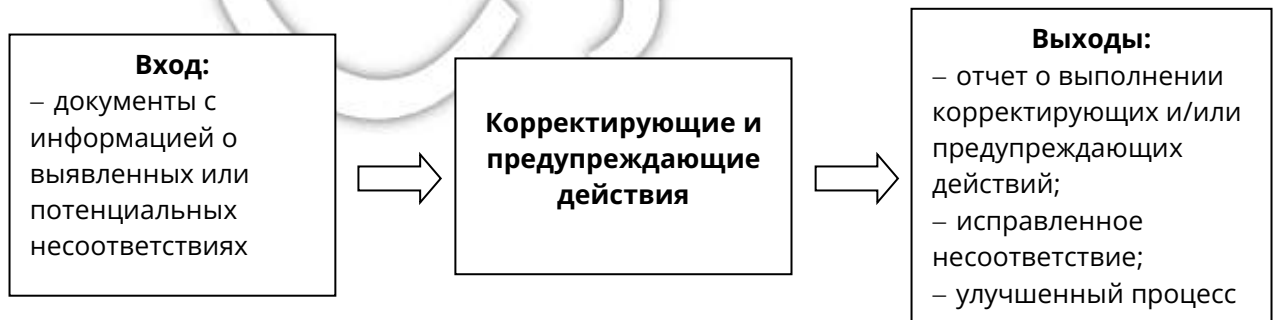 Вход:
– документы с
информацией о
выявленных или
потенциальных
несоответствиях
Корректирующие и
предупреждающие
действия
Выходы:
– отчет о выполнении
корректирующих и/или
предупреждающих
действий;
– исправленное
несоответствие;
– улучшенный процесс